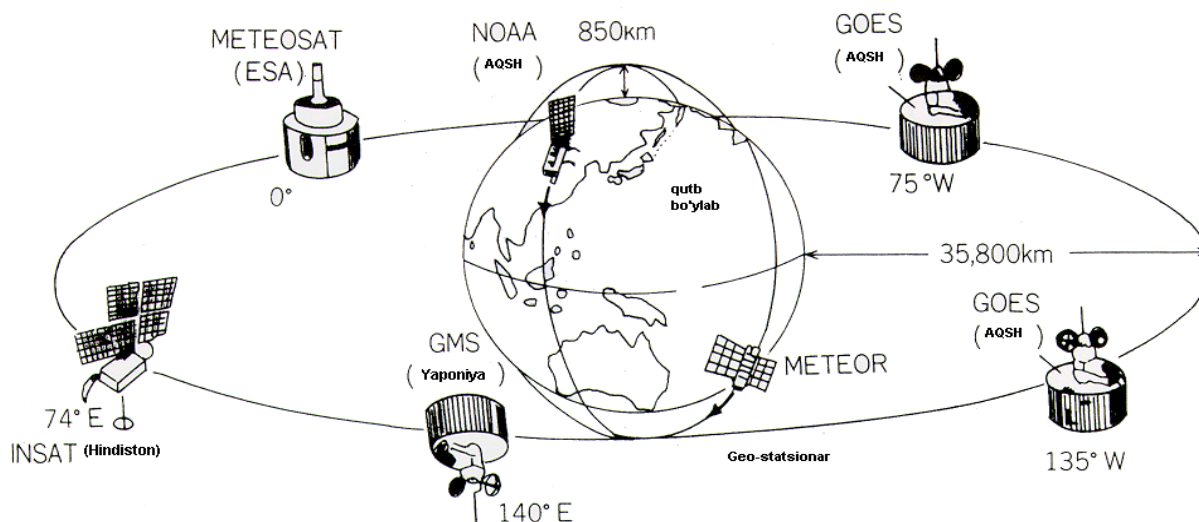 METEOSAT
(ESA)
0°
NOAA
(AQSH)
850km
GOES
(AQSH)
75°W
qutb
bo'ylab
35,800km
GOES
(AQSH)
135° W
METEOR
GMS
(Yaponiya)
140° E
Geo-statsionar
74° E
INSAT (Hindiston)